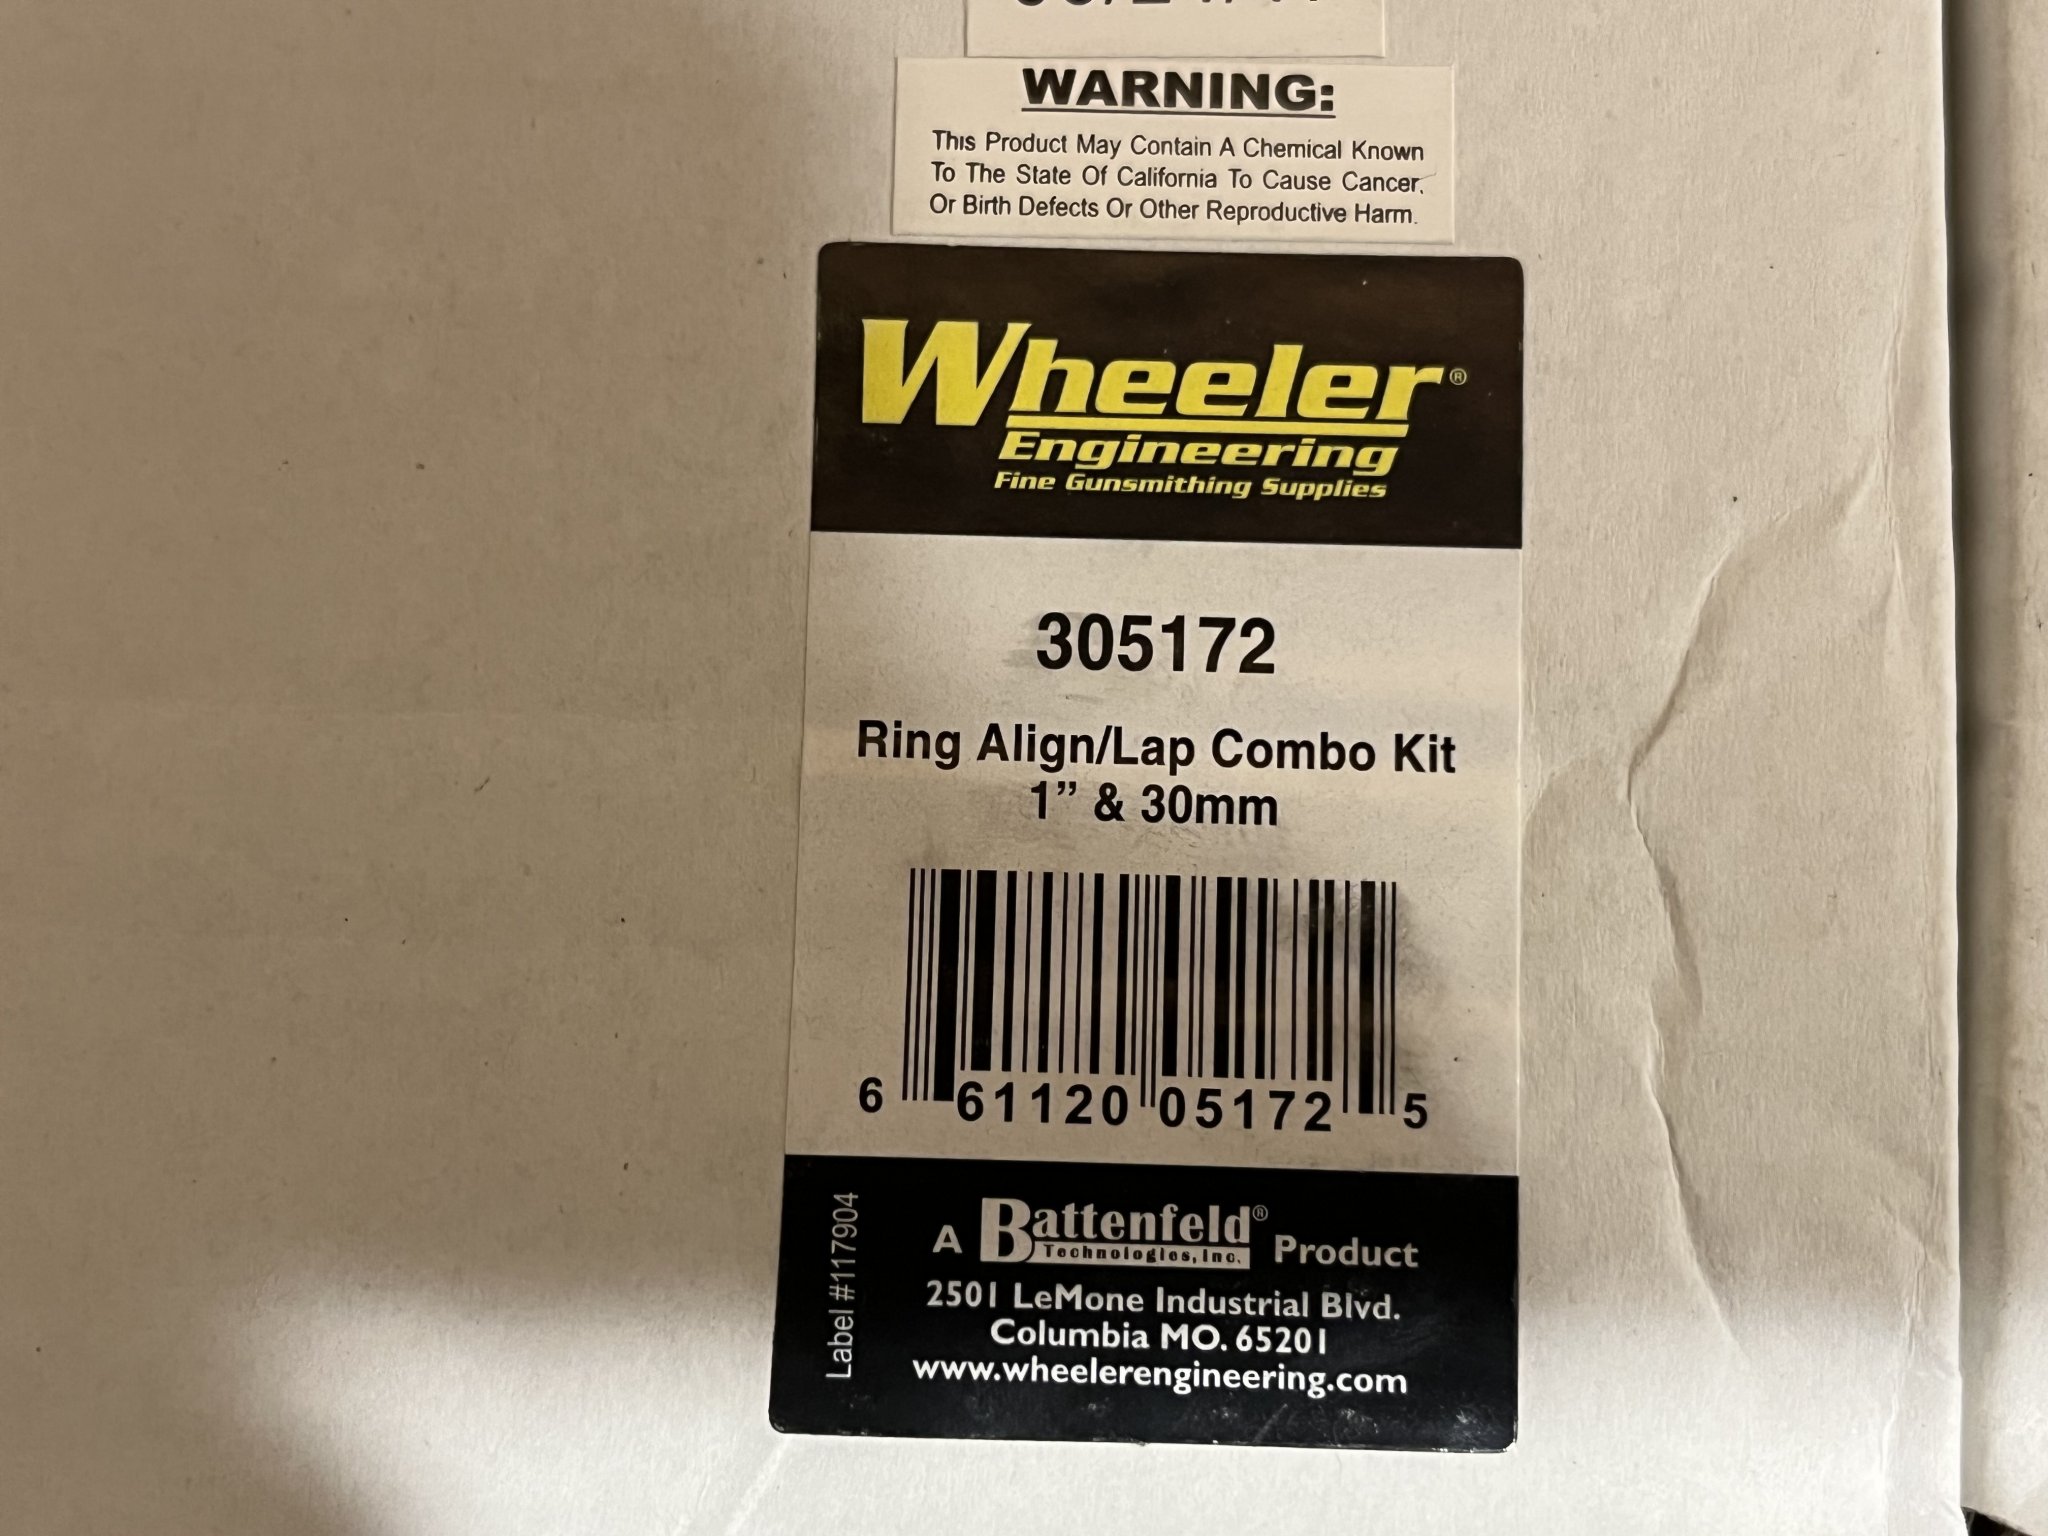 WARNING:
This Product May Contain A Chemical Known
To The State Of California To Cause Cancer,
Or Birth Defects Or Other Reproductive Harm.
Wheeler®
Engineering
Fine Gunsmithing Supplies
305172
Ring Align/Lap Combo Kit
1” & 30mm
6 61120 05172 5
Label #117904
A Battenfeld® Product
Technologies, Inc.
2501 LeMone Industrial Blvd.
Columbia MO. 65201
www.wheelerengineering.com